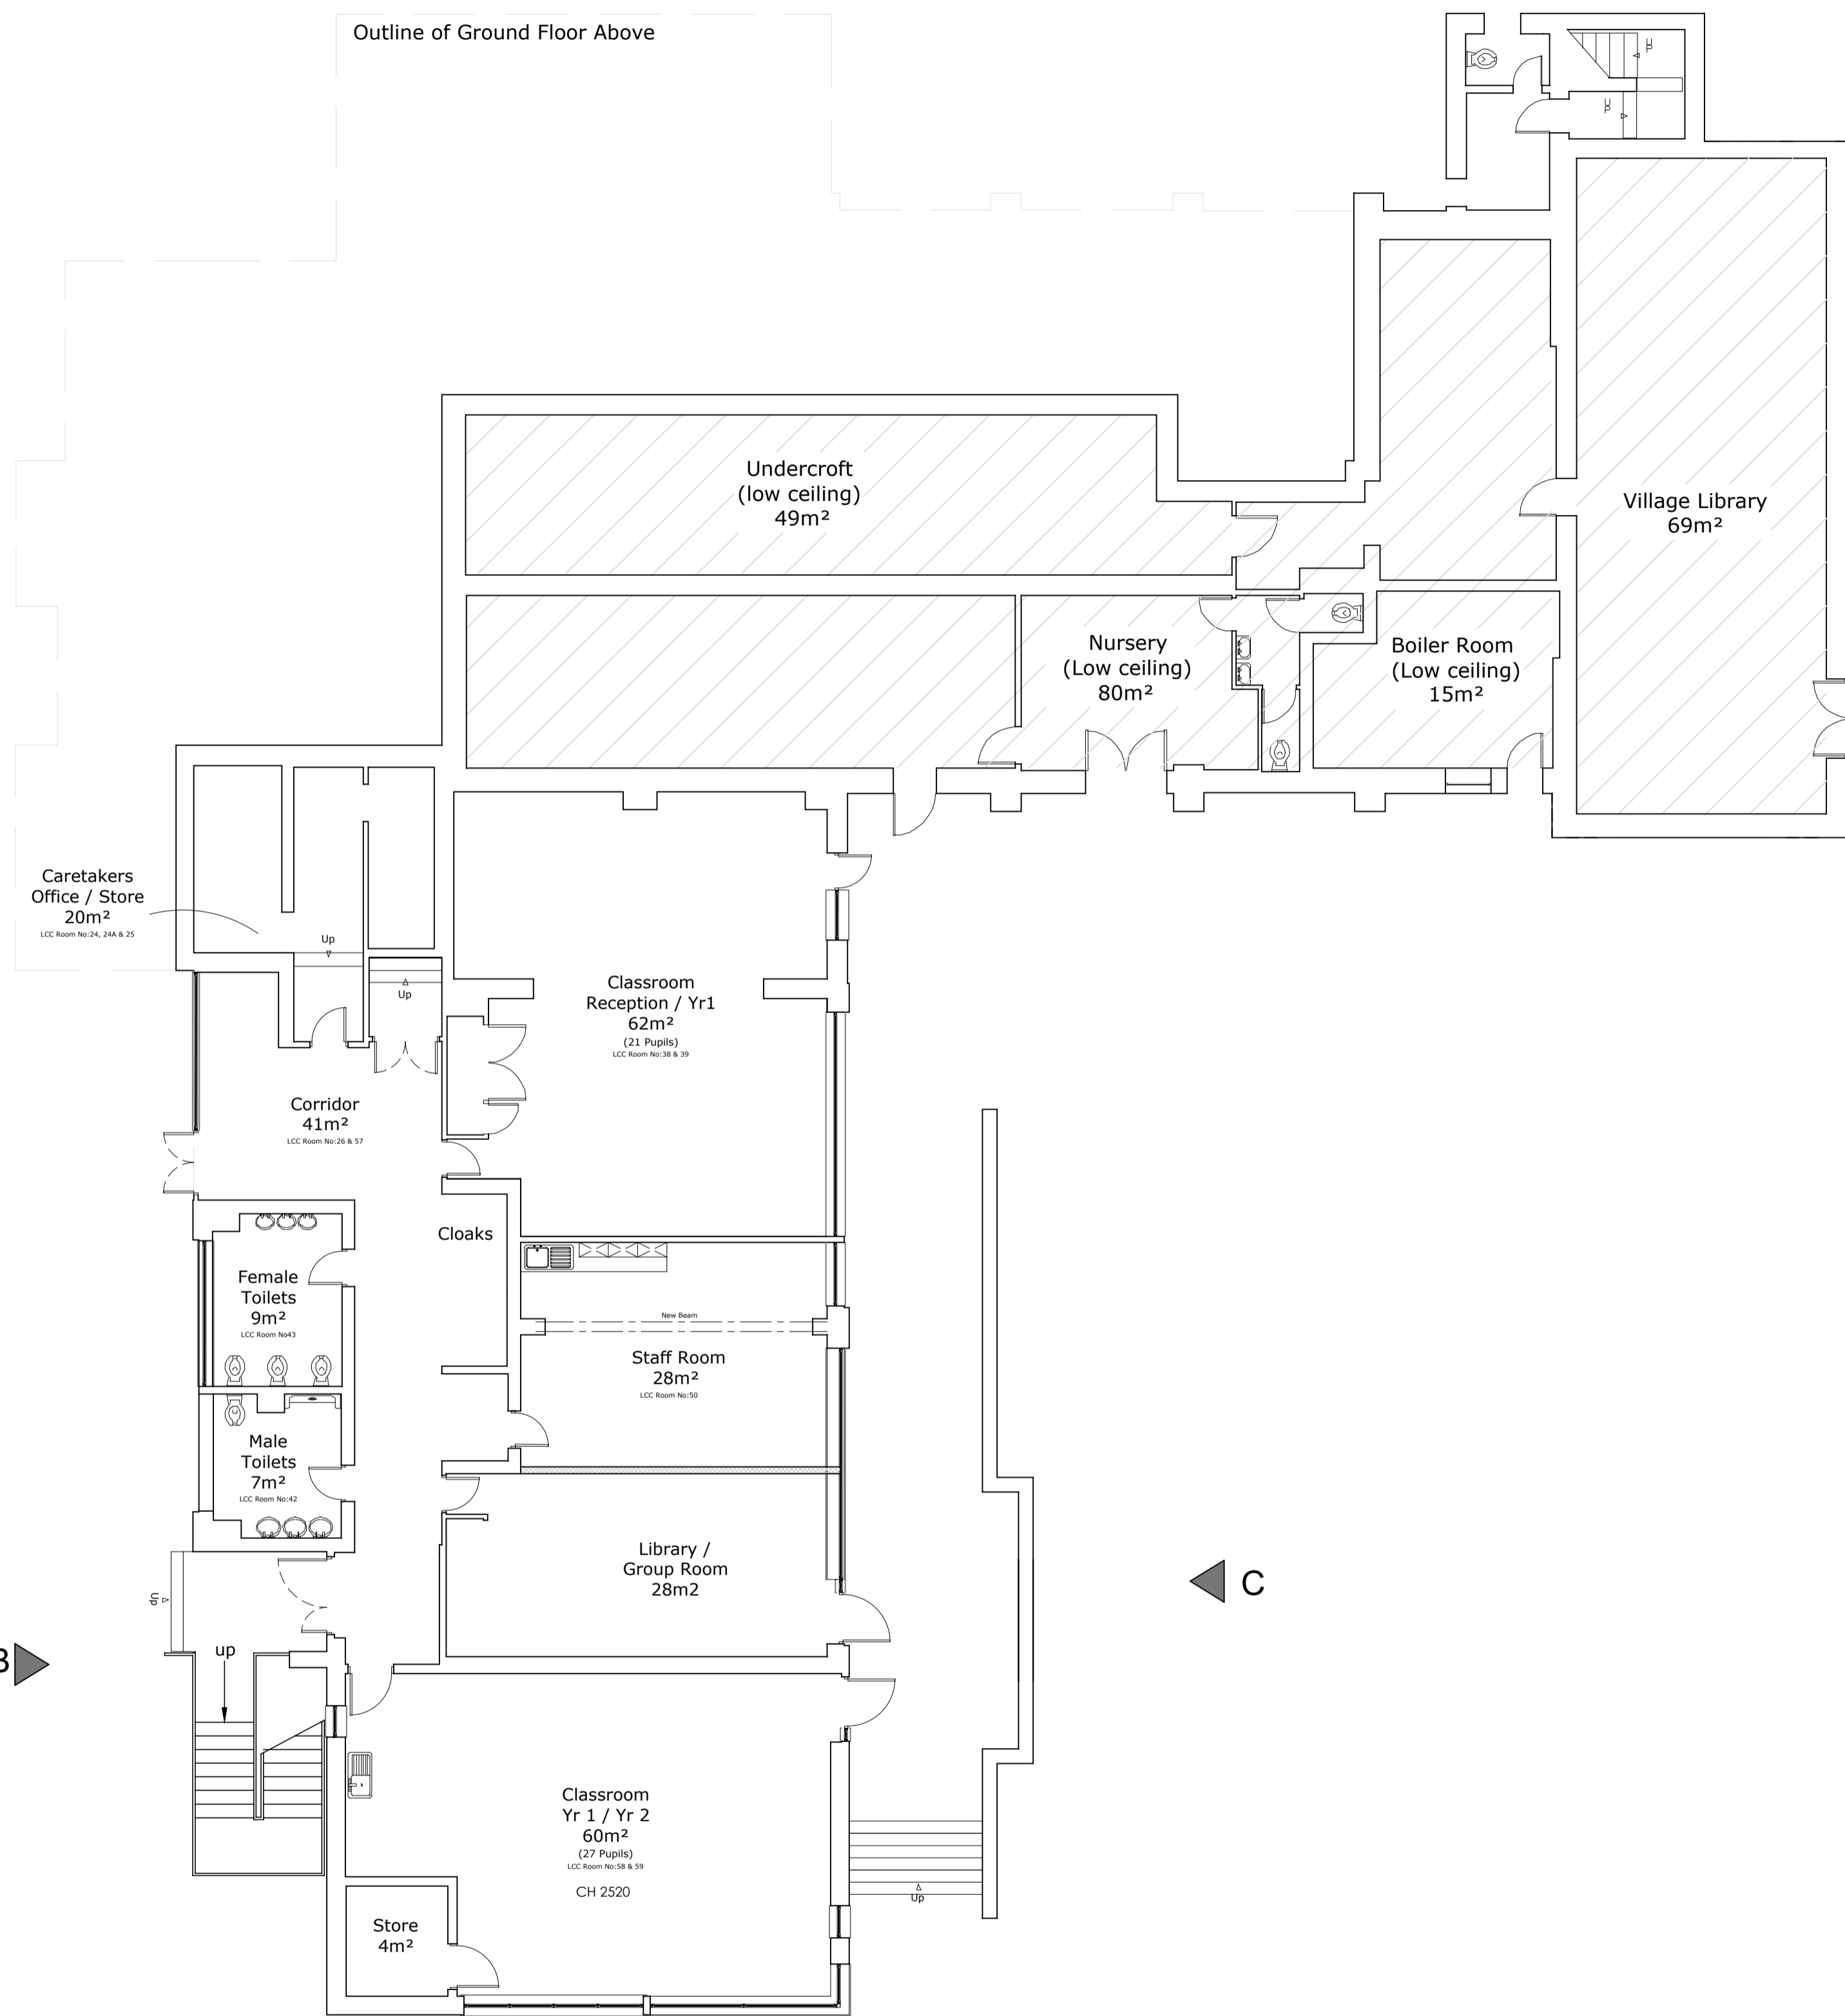 Outline of Ground Floor Above
UP
UP
Undercroft
(low ceiling)
49m²
Village Library
69m²
Nursery
(Low ceiling)
80m²
Boiler Room
(Low ceiling)
15m²
Caretakers
Office / Store
20m²
LCC Room No:24, 24A & 25
Up
Up
Classroom
Reception / Yr1
62m²
(21 Pupils)
LCC Room No:38 & 39
Corridor
41m²
LCC Room No:26 & 57
Cloaks
Female
Toilets
9m²
LCC Room No43
New Beam
Staff Room
28m²
LCC Room No:50
Male
Toilets
7m²
LCC Room No:42
Library /
Group Room
28m2
C
Up
B
up
Classroom
Yr 1 / Yr 2
60m²
(27 Pupils)
LCC Room No:58 & 59
CH 2520
Up
Store
4m²